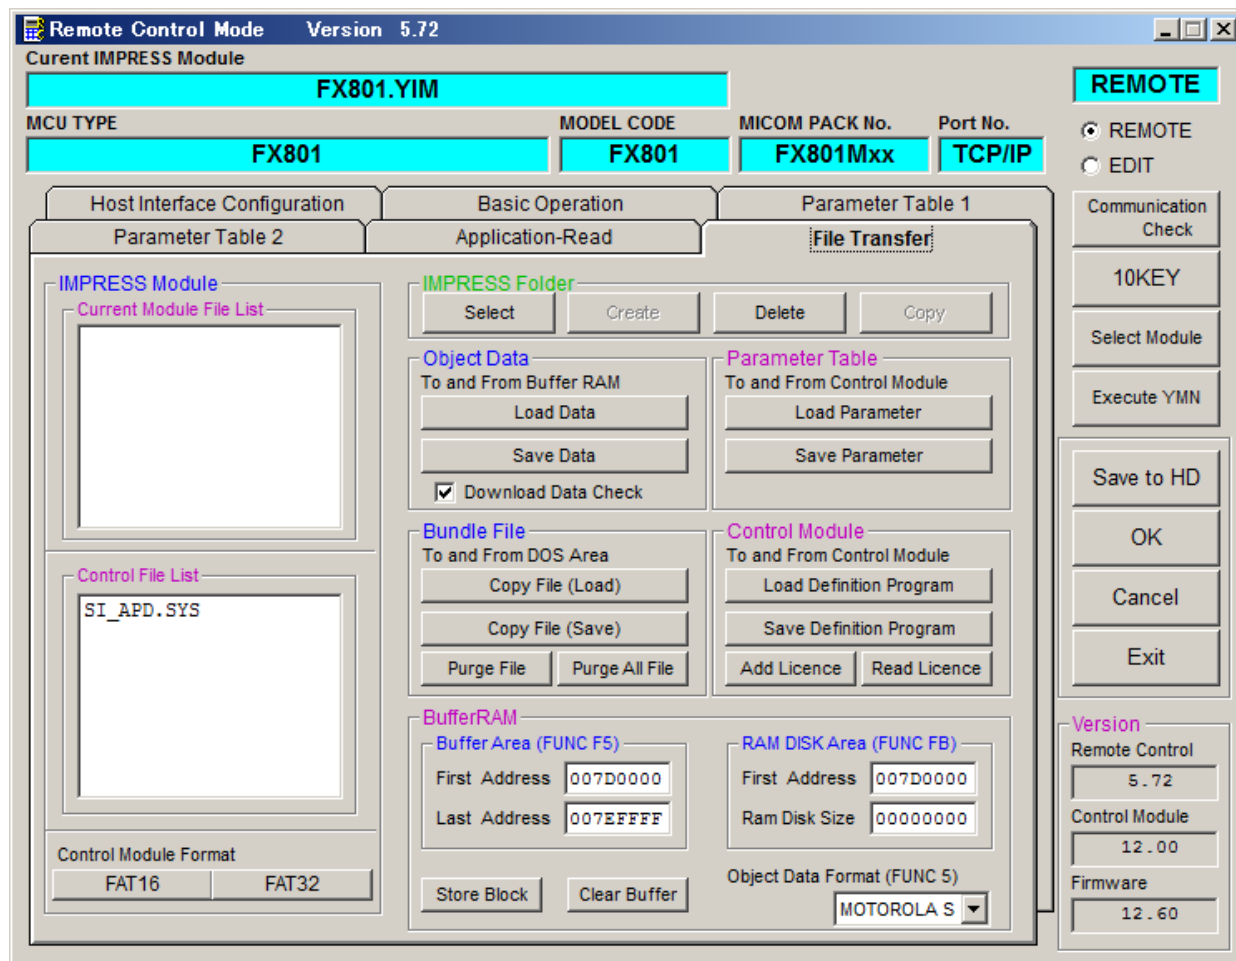 Remote Control Mode Version 5.72
Curent IMPRESS Module
FX801.YIM
REMOTE
MCU TYPE
MODEL CODE
MICOM PACK No.
Port No.
FX801
FX801
FX801Mxx
TCP/IP
REMOTE
EDIT
Host Interface Configuration
Basic Operation
Parameter Table 1
Parameter Table 2
Application-Read
File Transfer
Communication
Check
10KEY
Select Module
Execute YMN
Save to HD
OK
Cancel
Exit
IMPRESS Module
Current Module File List
Control File List
SI_APD.SYS
Control Module Format
FAT16
FAT32
IMPRESS Folder
Select
Create
Delete
Copy
Object Data
To and From Buffer RAM
Load Data
Save Data
Download Data Check
Parameter Table
To and From Control Module
Load Parameter
Save Parameter
Bundle File
To and From DOS Area
Copy File (Load)
Copy File (Save)
Purge File
Purge All File
Control Module
To and From Control Module
Load Definition Program
Save Definition Program
Add Licence
Read Licence
BufferRAM
Buffer Area (FUNC F5)
First Address 007D0000
Last Address 007EFFFF
RAM DISK Area (FUNC FB)
First Address 007D0000
Ram Disk Size 00000000
Store Block
Clear Buffer
Object Data Format (FUNC 5)
MOTOROLA S
Version
Remote Control
5.72
Control Module
12.00
Firmware
12.60